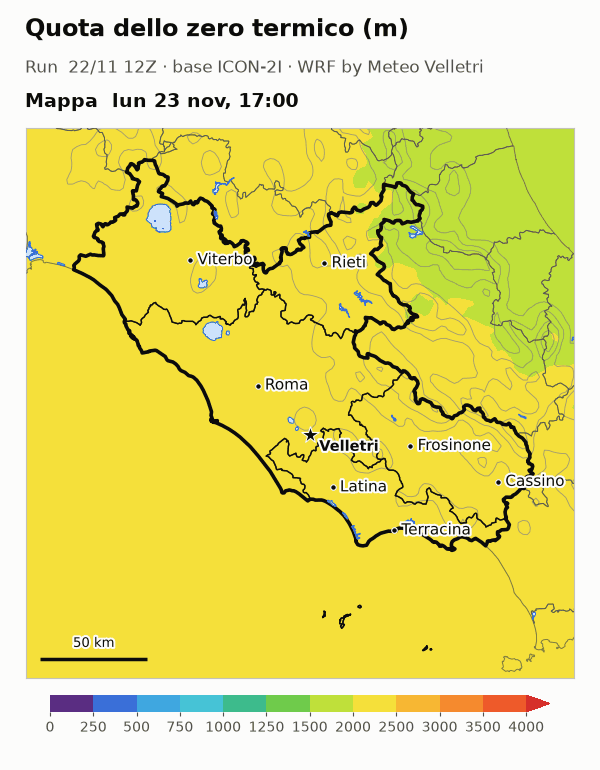 Quota dello zero termico (m)
Run 22/11 12Z · base ICON-2I · WRF by Meteo Velletri
Mappa lun 23 nov, 17:00
Viterbo
Rieti
Roma
Velletri
Frosinone
Cassino
Latina
Terracina
50 km
0 250 500 750 1000 1250 1500 2000 2500 3000 3500 4000